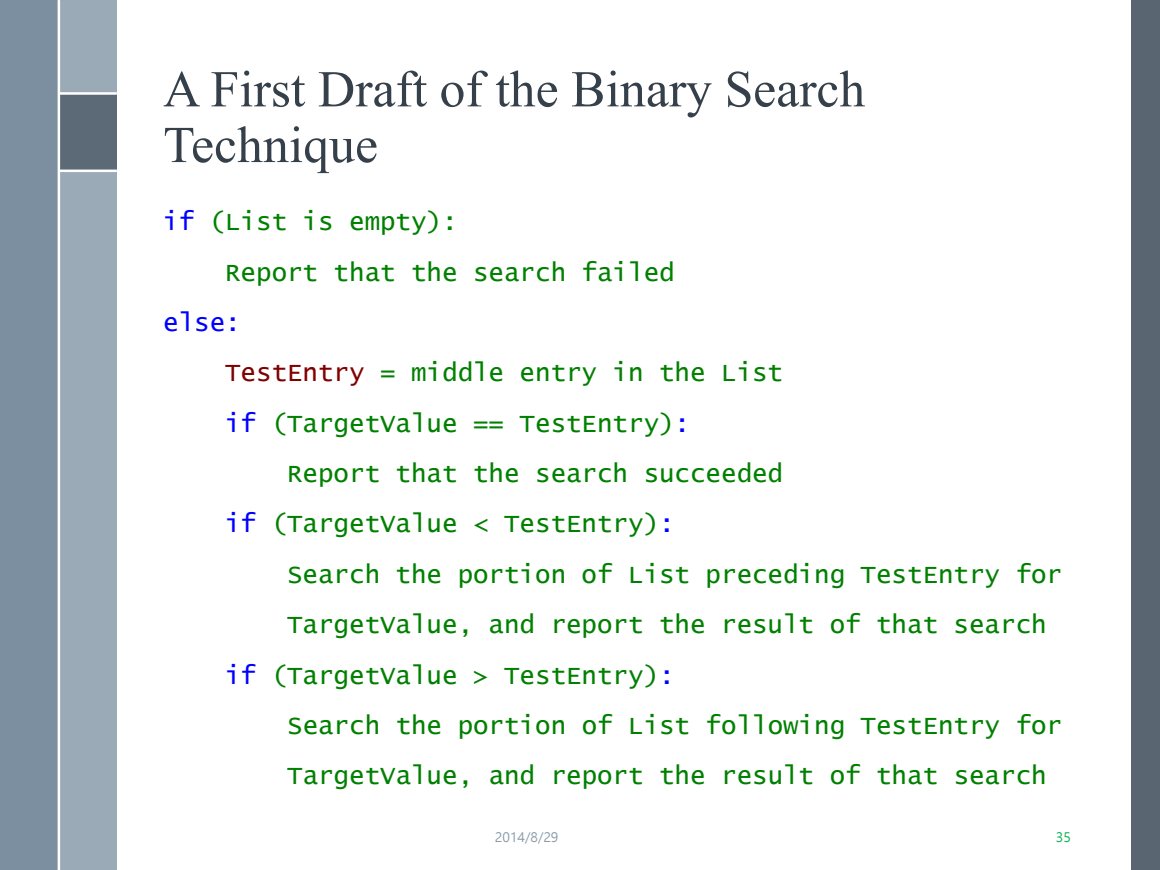 A First Draft of the Binary Search
Technique
if (List is empty):
    Report that the search failed
else:
    TestEntry = middle entry in the List
    if (TargetValue == TestEntry):
        Report that the search succeeded
    if (TargetValue < TestEntry):
        Search the portion of List preceding TestEntry for
        TargetValue, and report the result of that search
    if (TargetValue > TestEntry):
        Search the portion of List following TestEntry for
        TargetValue, and report the result of that search
2014/8/29
35